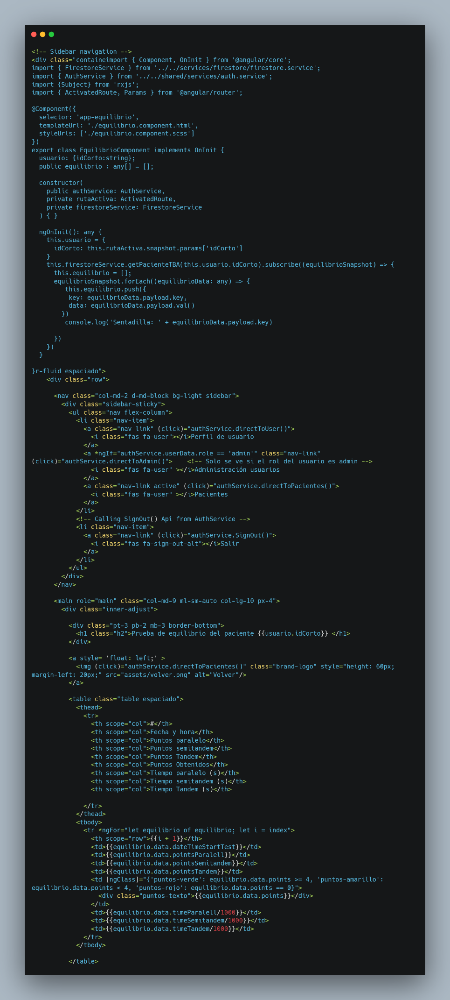 <!-- Sidebar navigation -->
<div class="containeimport { Component, OnInit } from '@angular/core';
import { FirestoreService } from '../../services/firestore/firestore.service';
import { AuthService } from '../../shared/services/auth.service';
import {Subject} from 'rxjs';
import { ActivatedRoute, Params } from '@angular/router';

@Component({
  selector: 'app-equilibrio',
  templateUrl: './equilibrio.component.html',
  styleUrls: ['./equilibrio.component.scss']
})
export class EquilibrioComponent implements OnInit {
  usuario: {idCorto:string};
  public equilibrio : any[] = [];

  constructor(
    public authService: AuthService,
    private rutaActiva: ActivatedRoute,
    private firestoreService: FirestoreService
  ) { }

  ngOnInit(): any {
    this.usuario = {
      idCorto: this.rutaActiva.snapshot.params['idCorto']
    }
    this.firestoreService.getPacienteTBA(this.usuario.idCorto).subscribe((equilibrioSnapshot) => {
      this.equilibrio = [];
      equilibrioSnapshot.forEach((equilibrioData: any) => {
         this.equilibrio.push({
          key: equilibrioData.payload.key,
          data: equilibrioData.payload.val()
        })
         console.log('Sentadilla: ' + equilibrioData.payload.key)

      })
    })
  }

}r-fluid espaciado">
    <div class="row">

      <nav class="col-md-2 d-md-block bg-light sidebar">
        <div class="sidebar-sticky">
          <ul class="nav flex-column">
            <li class="nav-item">
              <a class="nav-link" (click)="authService.directToUser()">
                <i class="fas fa-user"></i>Perfil de usuario
              </a>
              <a *ngIf="authService.userData.role == 'admin'" class="nav-link"
(click)="authService.directToAdmin()">    <!-- Solo se ve si el rol del usuario es admin -->
                <i class="fas fa-user" ></i>Administración usuarios
              </a>
              <a class="nav-link active" (click)="authService.directToPacientes()">
                <i class="fas fa-user" ></i>Pacientes
              </a>
            </li>
            <!-- Calling SignOut() Api from AuthService -->
            <li class="nav-item">
              <a class="nav-link" (click)="authService.SignOut()">
                <i class="fas fa-sign-out-alt"></i>Salir
              </a>
            </li>
          </ul>
        </div>
      </nav>

      <main role="main" class="col-md-9 ml-sm-auto col-lg-10 px-4">
        <div class="inner-adjust">

          <div class="pt-3 pb-2 mb-3 border-bottom">
            <h1 class="h2">Prueba de equilibrio del paciente {{usuario.idCorto}} </h1>
          </div>

          <a style= 'float: left;' >
            <img (click)="authService.directToPacientes()" class="brand-logo" style="height: 60px;
margin-left: 20px;" src="assets/volver.png" alt="Volver"/>
          </a>

          <table class="table espaciado">
            <thead>
              <tr>
                <th scope="col">#</th>
                <th scope="col">Fecha y hora</th>
                <th scope="col">Puntos paralelo</th>
                <th scope="col">Puntos semitandem</th>
                <th scope="col">Puntos Tandem</th>
                <th scope="col">Puntos Obtenidos</th>
                <th scope="col">Tiempo paralelo (s)</th>
                <th scope="col">Tiempo semitandem (s)</th>
                <th scope="col">Tiempo Tandem (s)</th>

              </tr>
            </thead>
            <tbody>
              <tr *ngFor="let equilibrio of equilibrio; let i = index">
                <th scope="row">{{i + 1}}</th>
                <td>{{equilibrio.data.dateTimeStartTest}}</td>
                <td>{{equilibrio.data.pointsParalell}}</td>
                <td>{{equilibrio.data.pointsSemitandem}}</td>
                <td>{{equilibrio.data.pointsTandem}}</td>
                <td [ngClass]="{'puntos-verde': equilibrio.data.points >= 4, 'puntos-amarillo':
equilibrio.data.points < 4, 'puntos-rojo': equilibrio.data.points == 0}">
                  <div class="puntos-texto">{{equilibrio.data.points}}</div>
                </td>
                <td>{{equilibrio.data.timeParalell/1000}}</td>
                <td>{{equilibrio.data.timeSemitandem/1000}}</td>
                <td>{{equilibrio.data.timeTandem/1000}}</td>
              </tr>
            </tbody>

          </table>